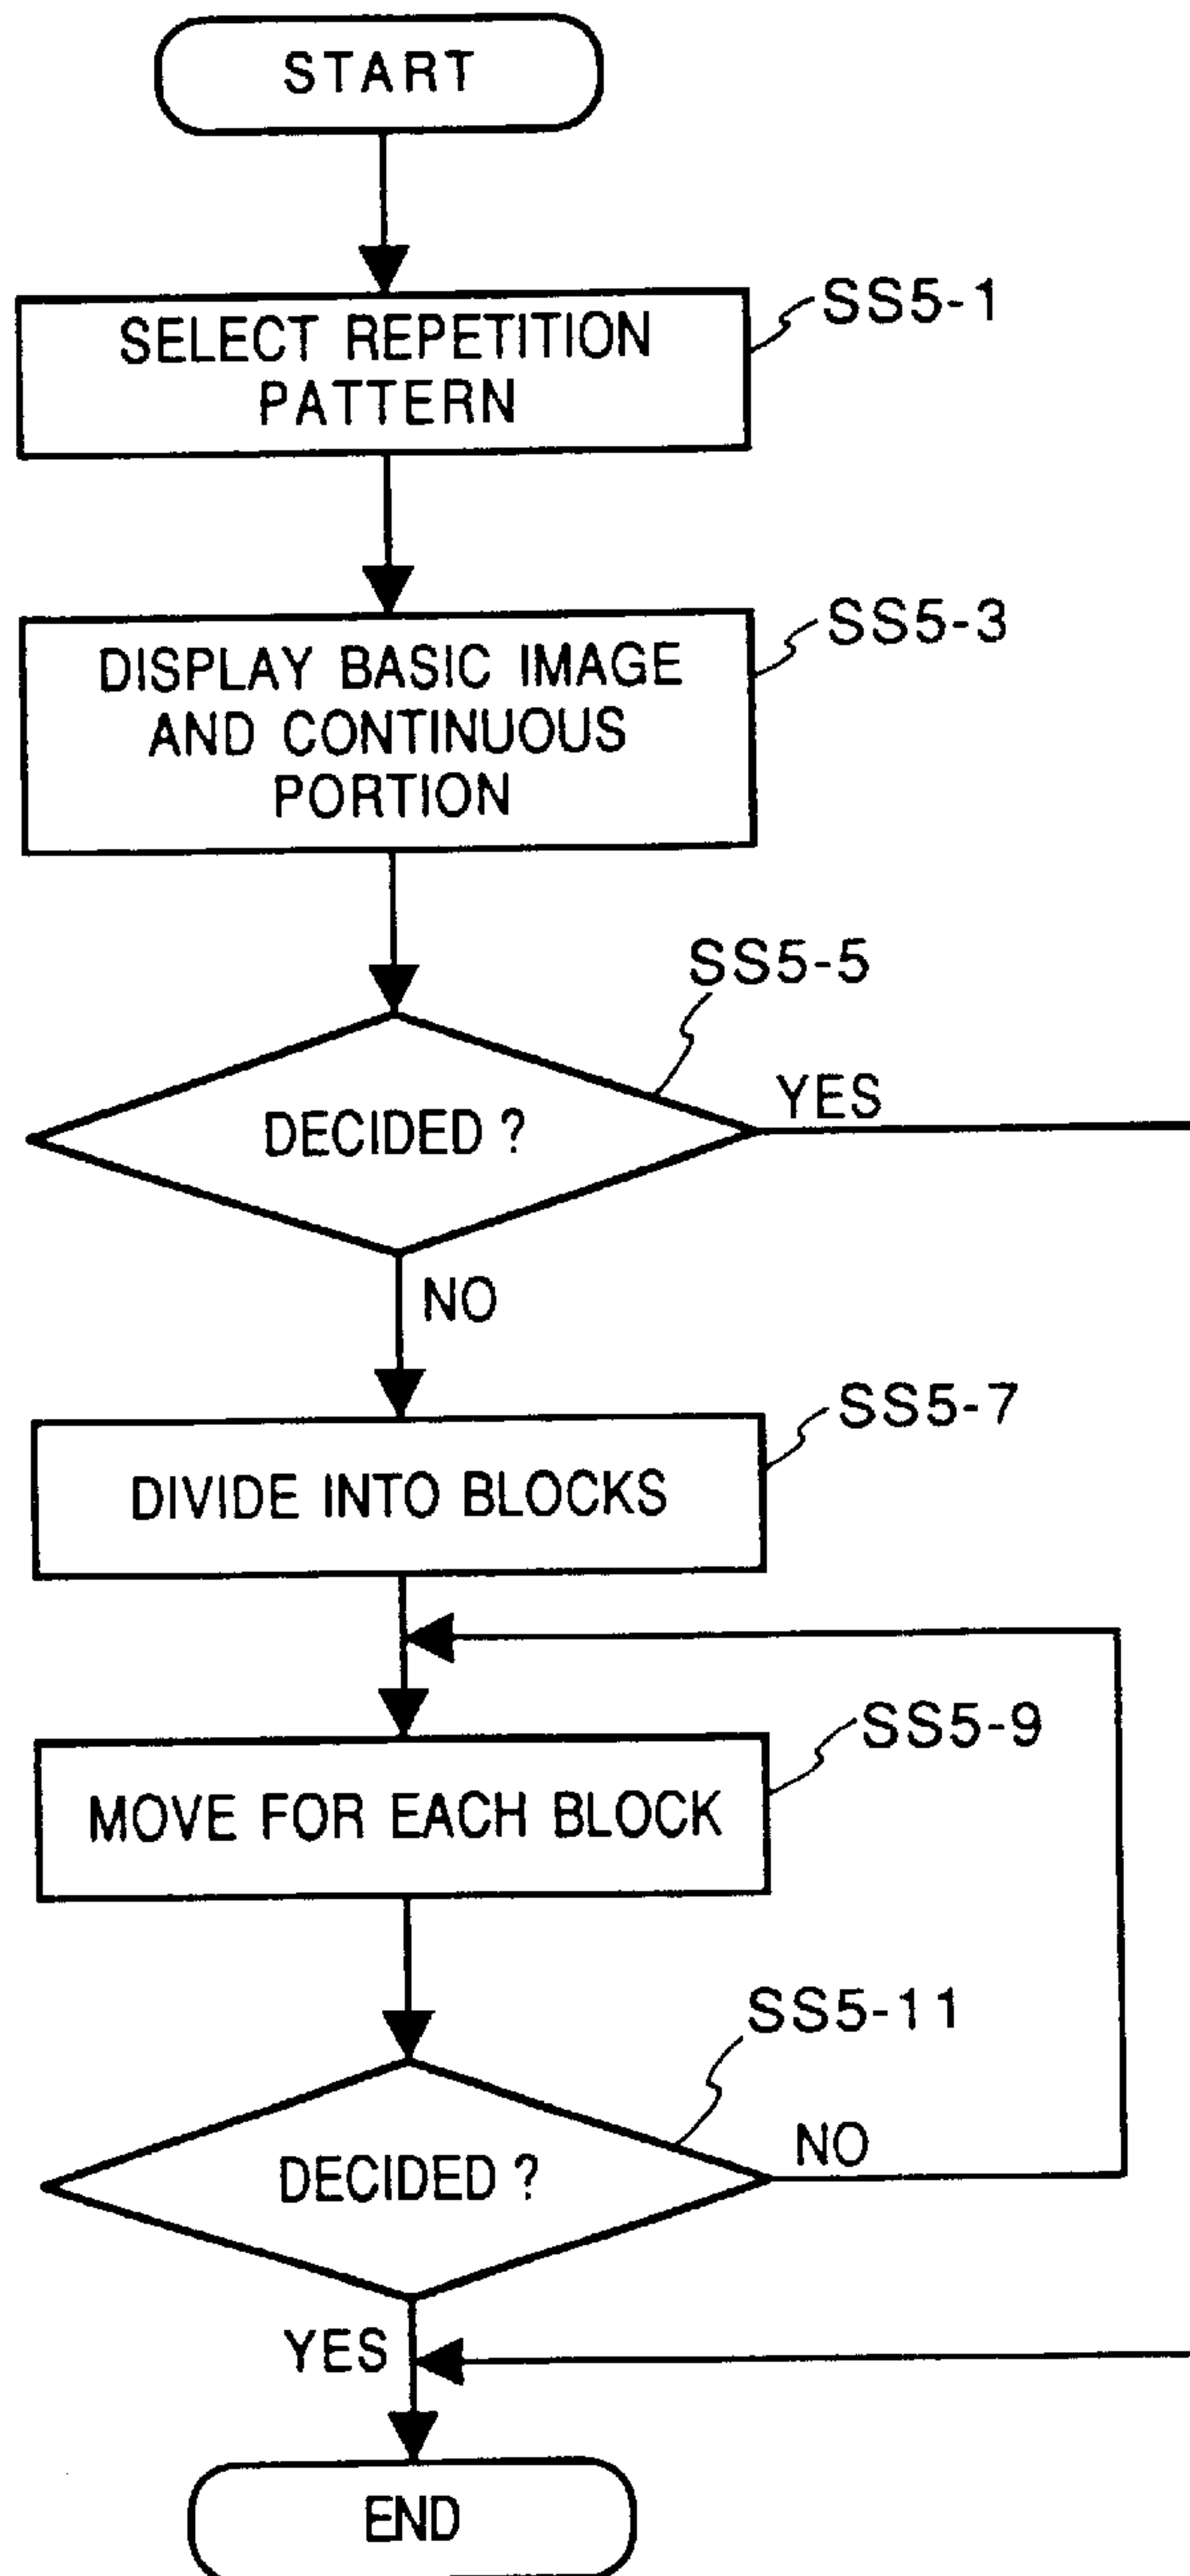 START
SS5-1
SELECT REPETITION
PATTERN
SS5-3
DISPLAY BASIC IMAGE
AND CONTINUOUS
PORTION
SS5-5
DECIDED ?
YES
NO
SS5-7
DIVIDE INTO BLOCKS
SS5-9
MOVE FOR EACH BLOCK
SS5-11
DECIDED ?
NO
YES
END